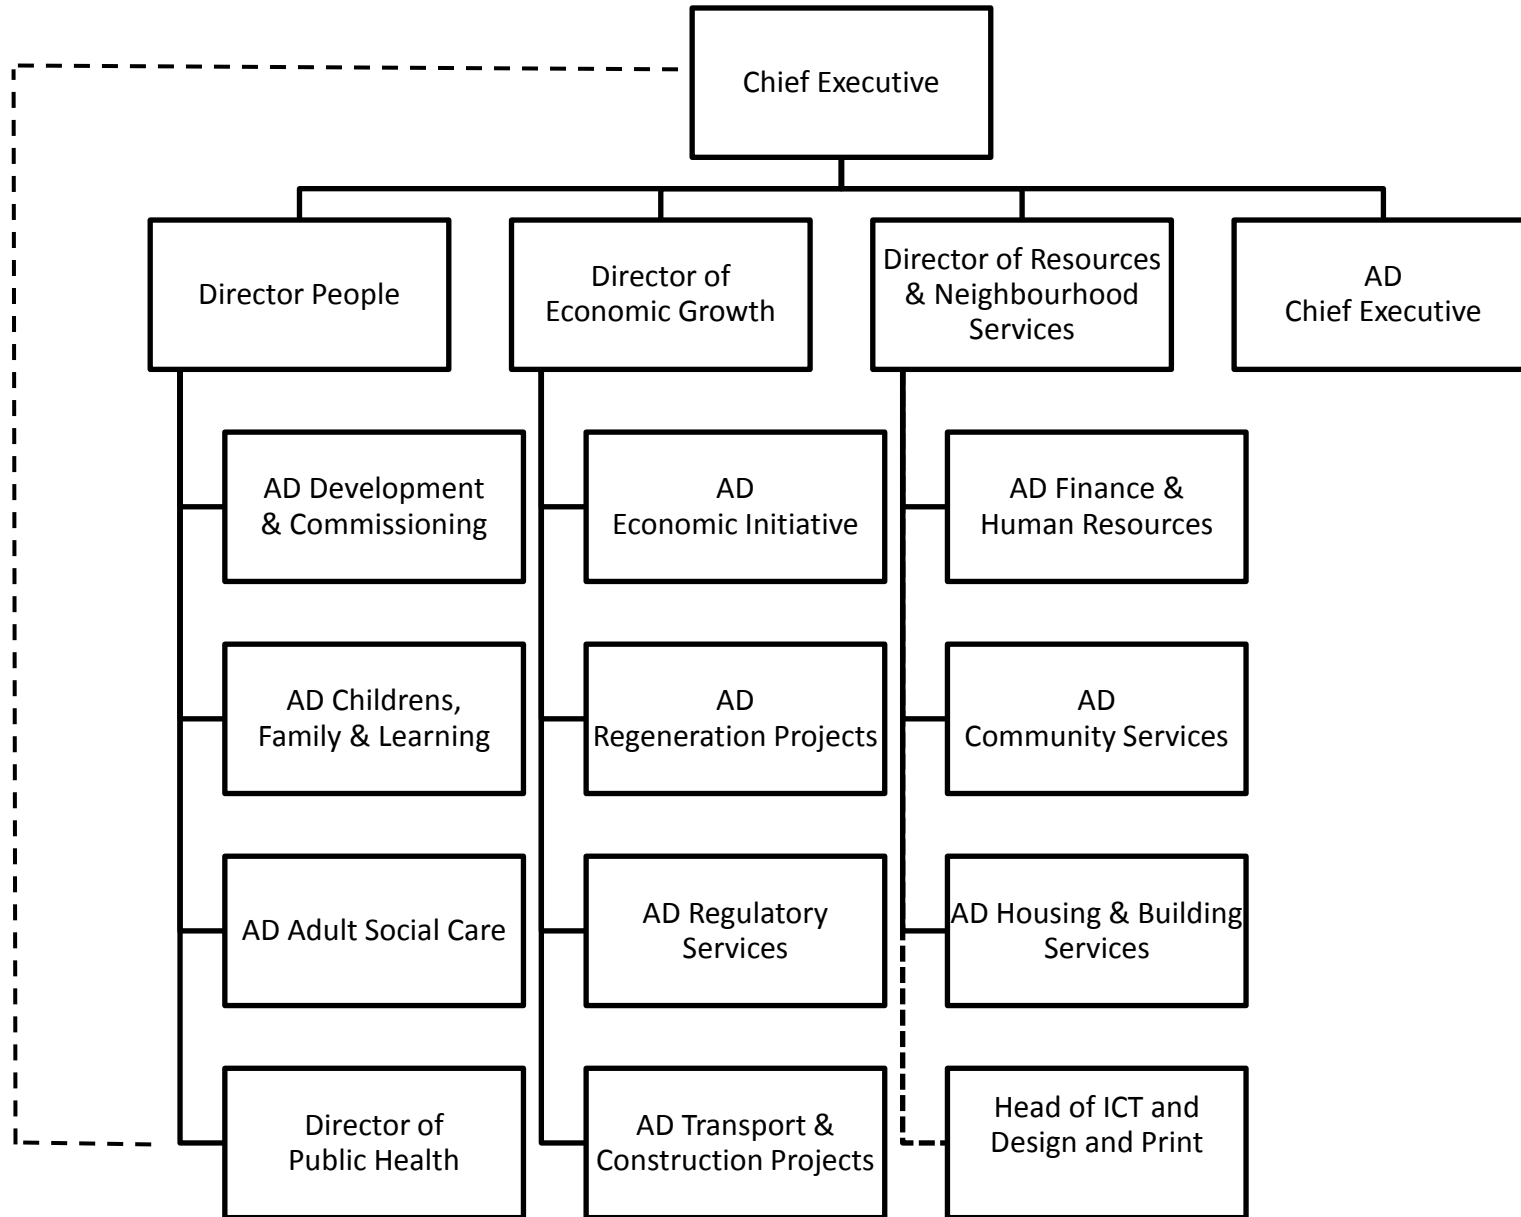 Chief Executive
Director People
Director of
Economic Growth
Director of Resources
& Neighbourhood
Services
AD
Chief Executive
AD Development
& Commissioning
AD
Economic Initiative
AD Finance &
Human Resources
AD Childrens,
Family & Learning
AD
Regeneration Projects
AD
Community Services
AD Adult Social Care
AD Regulatory
Services
AD Housing & Building
Services
Director of
Public Health
AD Transport &
Construction Projects
Head of ICT and
Design and Print